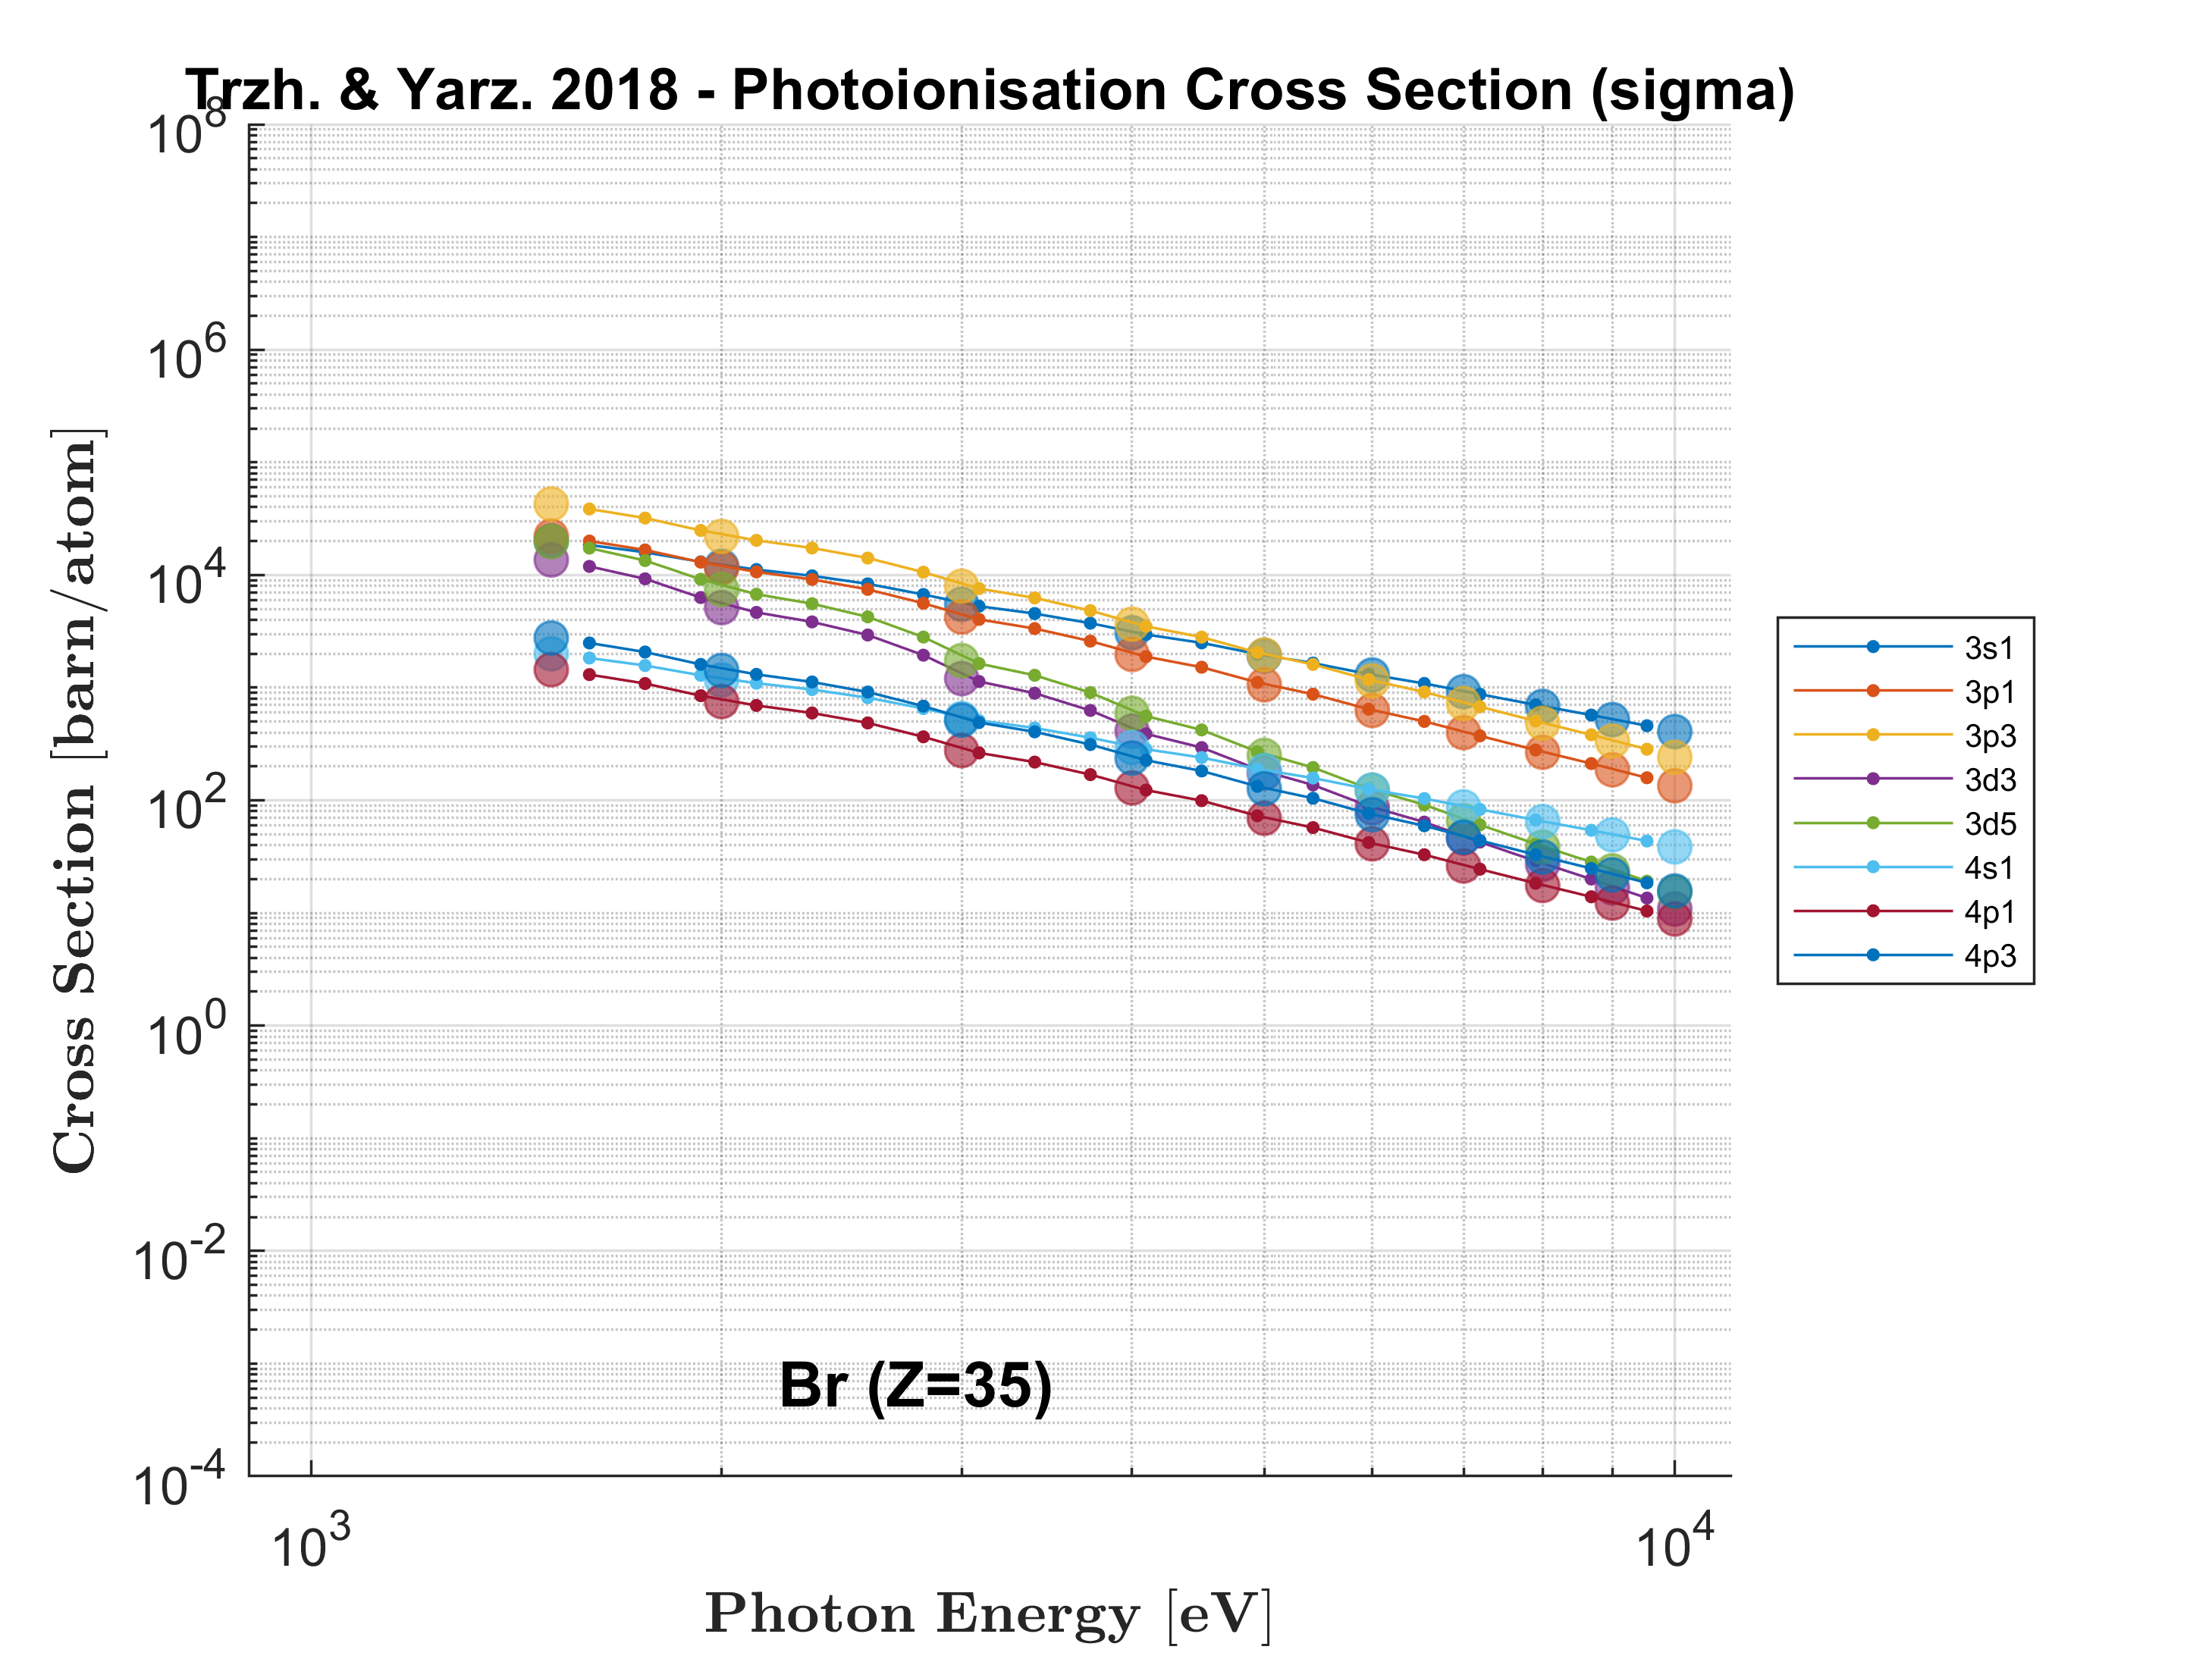 Trzh. & Yarz. 2018 - Photoionisation Cross Section (sigma)
10^8
10^6
10^4
10^2
10^0
10^-2
10^-4
Cross Section [barn/atom]
3s1
3p1
3p3
3d3
3d5
4s1
4p1
4p3
Br (Z=35)
10^3
10^4
Photon Energy [eV]